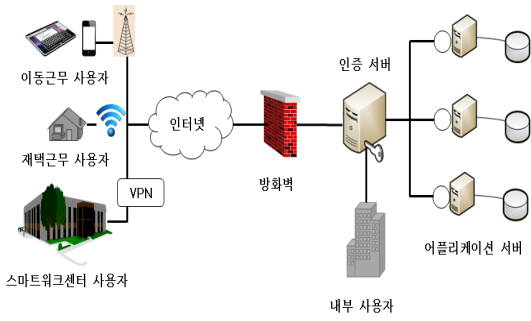 이동근무 사용자
재택근무 사용자
스마트워크센터 사용자
VPN
인터넷
방화벽
인증 서버
내부 사용자
어플리케이션 서버